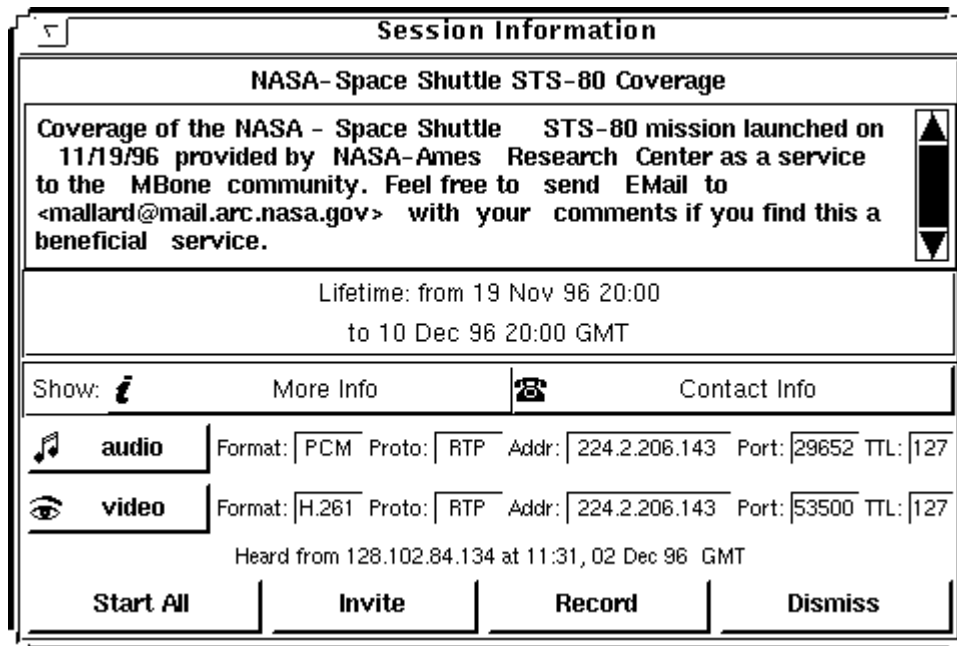 Session Information
NASA-Space Shuttle STS-80 Coverage
Coverage of the NASA - Space Shuttle STS-80 mission launched on
11/19/96 provided by NASA-Ames Research Center as a service
to the MBone community. Feel free to send EMail to
<mallard@mail.arc.nasa.gov> with your comments if you find this a
beneficial service.
Lifetime: from 19 Nov 96 20:00
to 10 Dec 96 20:00 GMT
Show: i More Info Contact Info
audio Format: PCM Proto: RTP Addr: 224.2.206.143 Port: 29652 TTL: 127
video Format: H.261 Proto: RTP Addr: 224.2.206.143 Port: 53500 TTL: 127
Heard from 128.102.84.134 at 11:31, 02 Dec 96 GMT
Start All Invite Record Dismiss